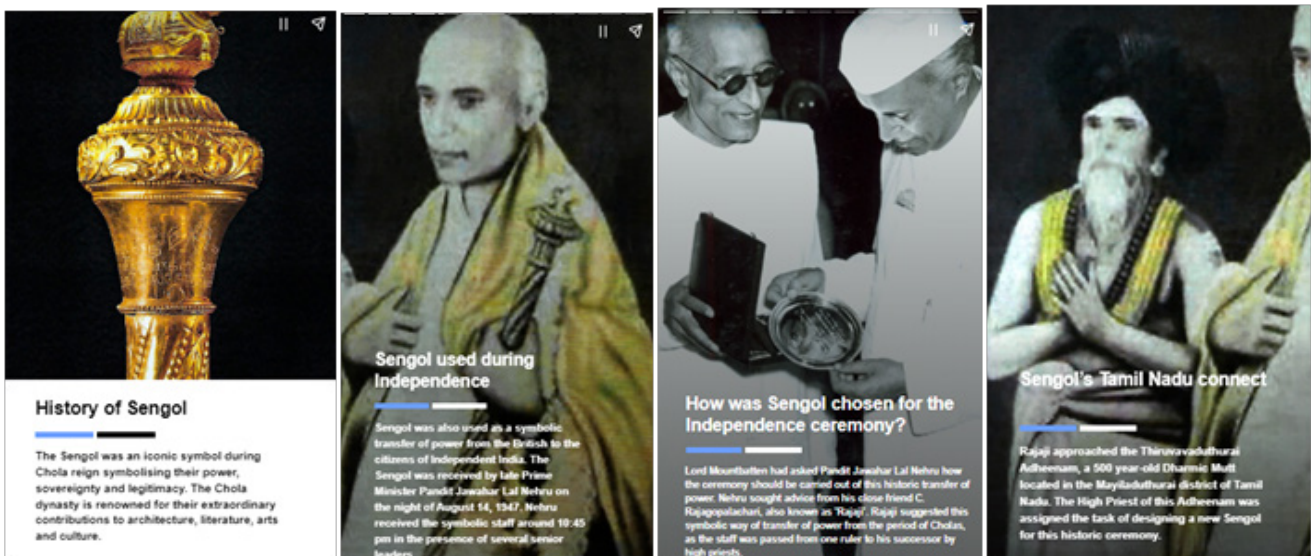 History of Sengol
The Sengol was an iconic symbol during
Chola reign symbolising their power,
sovereignty and legitimacy. The Chola
dynasty is renowned for their extraordinary
contributions to architecture, literature, arts
and culture.
Sengol used during
Independence
Sengol was also used as a symbolic
transfer of power from the British to the
citizens of Independent India. The
Sengol was received by late Prime
Minister Pandit Jawahar Lal Nehru on
the night of August 14, 1947. Nehru
received the symbolic staff around 10:45
pm in the presence of several senior
leaders
How was Sengol chosen for the
Independence ceremony?
Lord Mountbatten had asked Pandit Jawahar Lal Nehru how
the ceremony should be carried out of this historic transfer of
power. Nehru sought advice from his close friend C.
Rajagopalachari, also known as 'Rajaji'. Rajaji suggested this
symbolic way of transfer of power from the period of Cholas,
as the staff was passed from one ruler to his successor by
high priests.
Sengol's Tamil Nadu connect
Rajaji approached the Thiruvavaduthurai
Adheenam, a 500 year-old Dharmic Mutt
located in the Mayiladuthurai district of Tamil
Nadu. The High Priest of this Adheenam was
assigned the task of designing a new Sengol
for this historic ceremony.